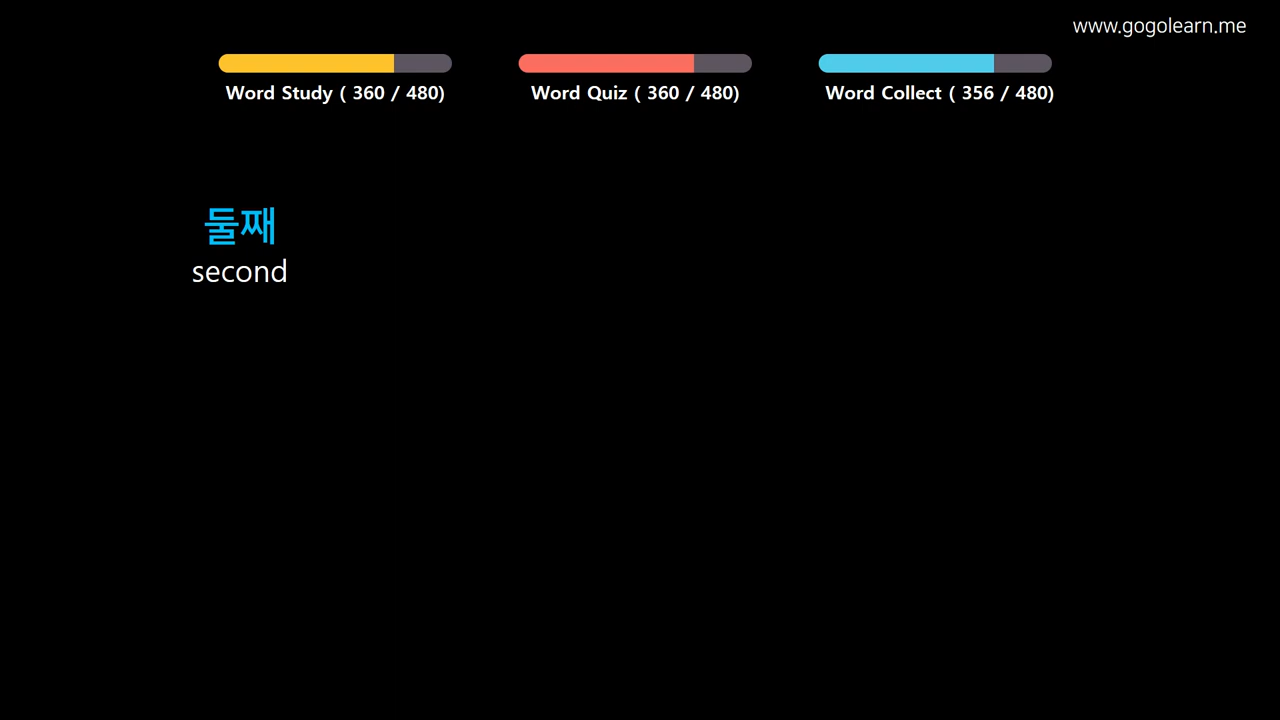 www.gogolearn.me
Word Study ( 360 / 480)
Word Quiz ( 360 / 480)
Word Collect ( 356 / 480)
둘째
second